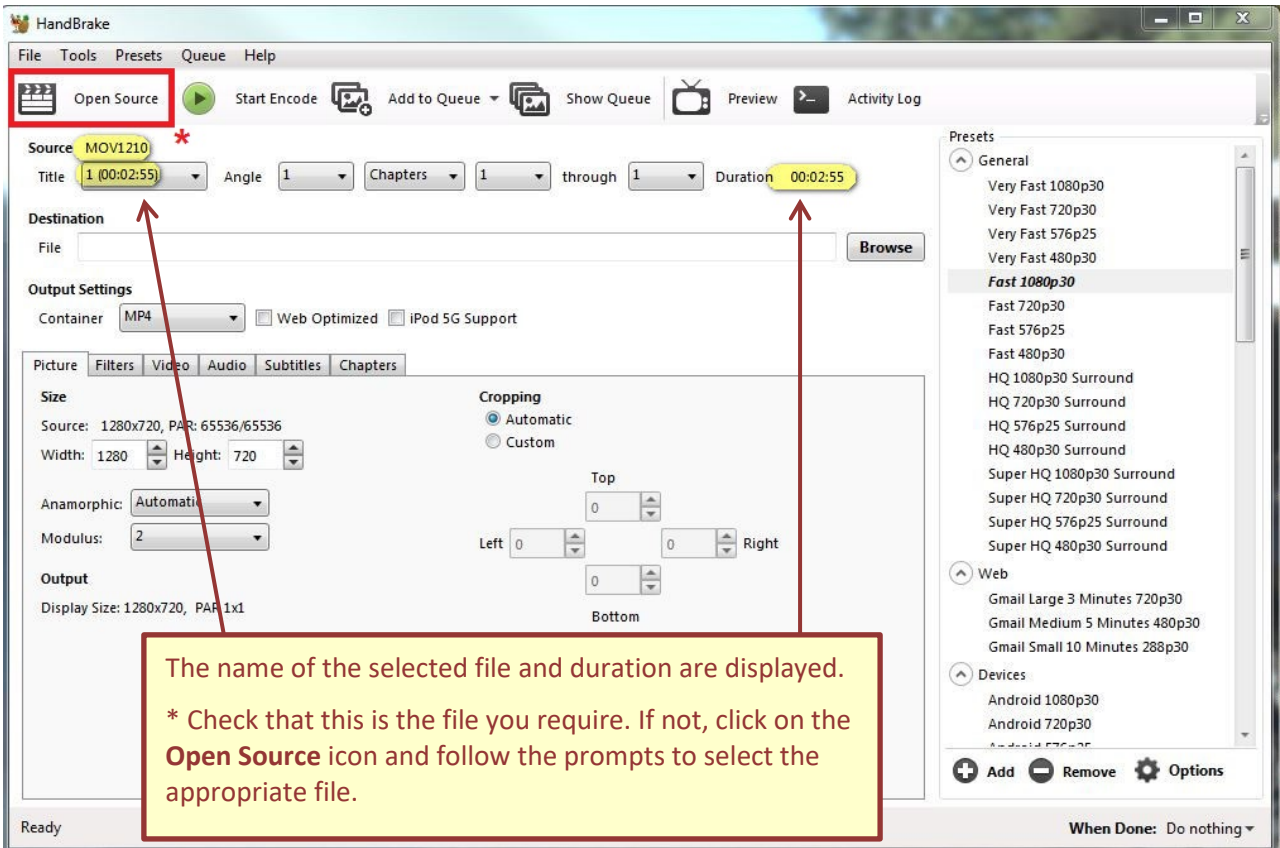 HandBrake
File Tools Presets Queue Help
Open Source Start Encode Add to Queue Show Queue Preview Activity Log
*
Source MOV1210
Title 1 (00:02:55) Angle 1 Chapters 1 through 1 Duration 00:02:55
Destination
File Browse
Output Settings
Container MP4 Web Optimized iPod 5G Support
Picture Filters Video Audio Subtitles Chapters
Size
Source: 1280x720, PAR: 65536/65536
Width: 1280 Height: 720
Anamorphic: Automatic
Modulus: 2
Output
Display Size: 1280x720, PAR 1x1
Cropping
Automatic
Custom
Top
0
Left 0 0 Right
0
Bottom
The name of the selected file and duration are displayed.
* Check that this is the file you require. If not, click on the
Open Source icon and follow the prompts to select the
appropriate file.
Presets
General
Very Fast 1080p30
Very Fast 720p30
Very Fast 576p25
Very Fast 480p30
Fast 1080p30
Fast 720p30
Fast 576p25
Fast 480p30
HQ 1080p30 Surround
HQ 720p30 Surround
HQ 576p25 Surround
HQ 480p30 Surround
Super HQ 1080p30 Surround
Super HQ 720p30 Surround
Super HQ 576p25 Surround
Super HQ 480p30 Surround
Web
Gmail Large 3 Minutes 720p30
Gmail Medium 5 Minutes 480p30
Gmail Small 10 Minutes 288p30
Devices
Android 1080p30
Android 720p30
Add Remove Options
Ready When Done: Do nothing